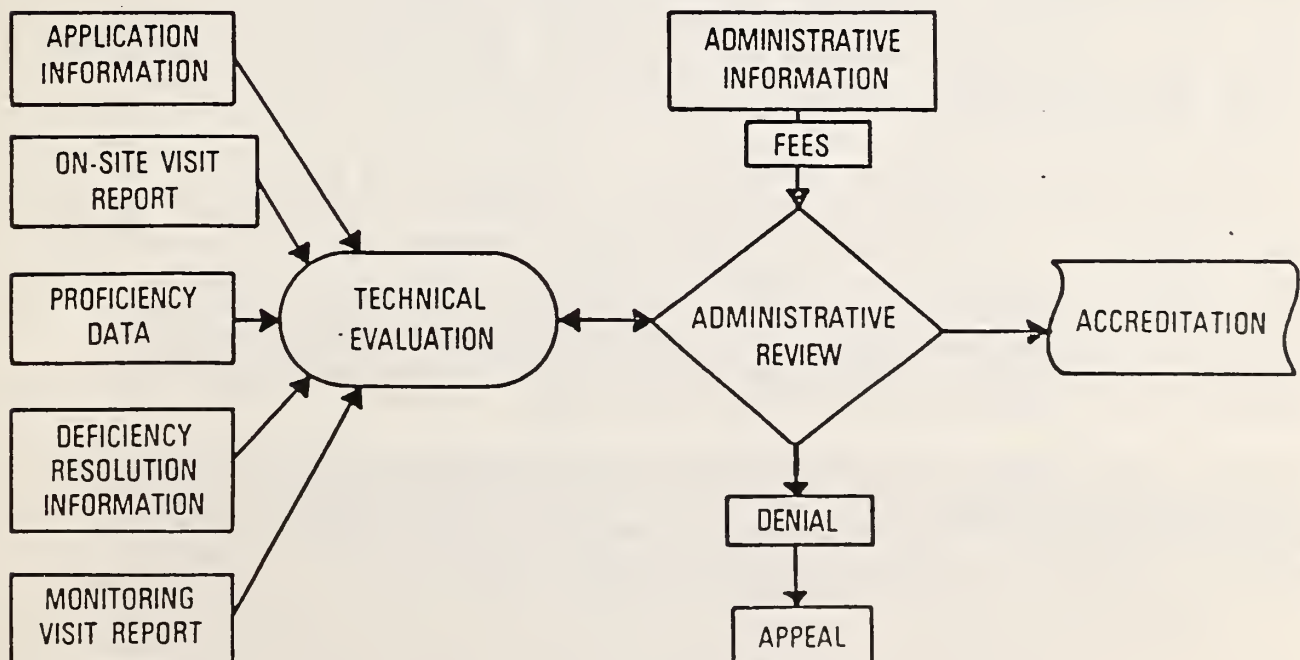 APPLICATION
INFORMATION
ON-SITE VISIT
REPORT
PROFICIENCY
DATA
DEFICIENCY
RESOLUTION
INFORMATION
MONITORING
VISIT REPORT
TECHNICAL
EVALUATION
ADMINISTRATIVE
INFORMATION
FEES
ADMINISTRATIVE
REVIEW
ACCREDITATION
DENIAL
APPEAL